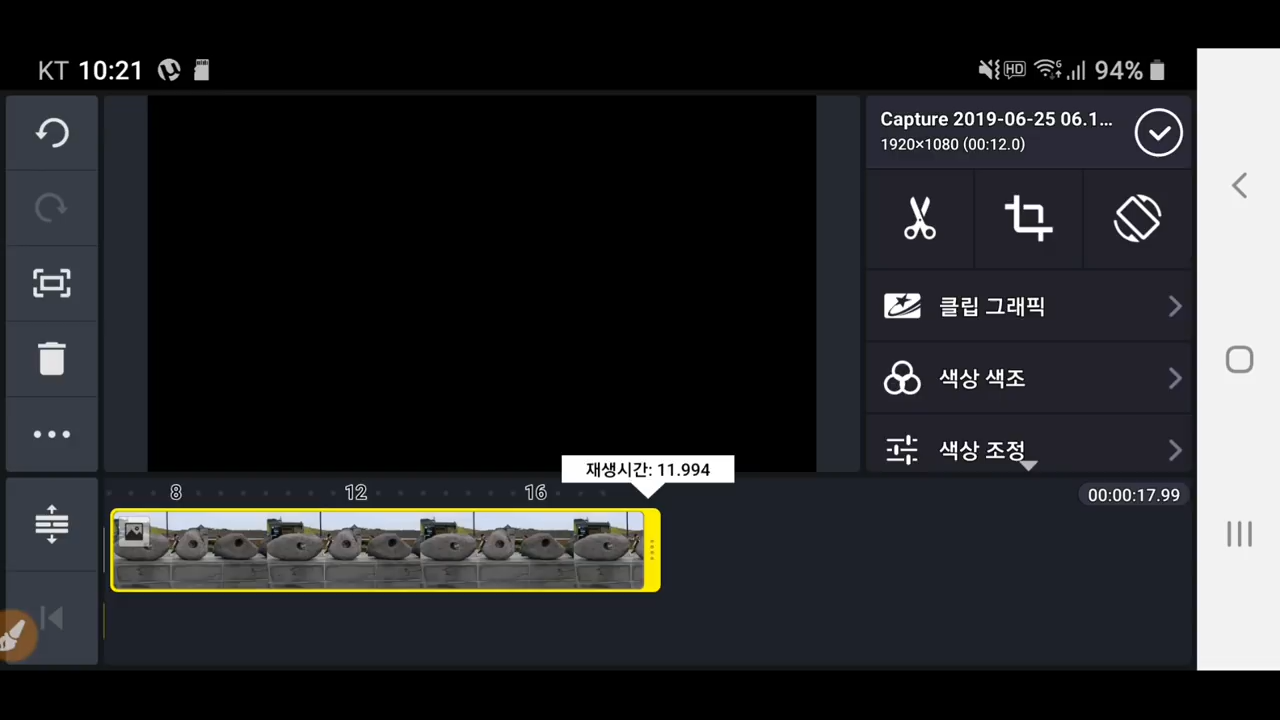 KT 10:21
HD
94%
Capture 2019-06-25 06.1...
1920×1080 (00:12.0)
클립 그래픽
색상 색조
색상 조정
재생시간: 11.994
8
12
16
00:00:17.99